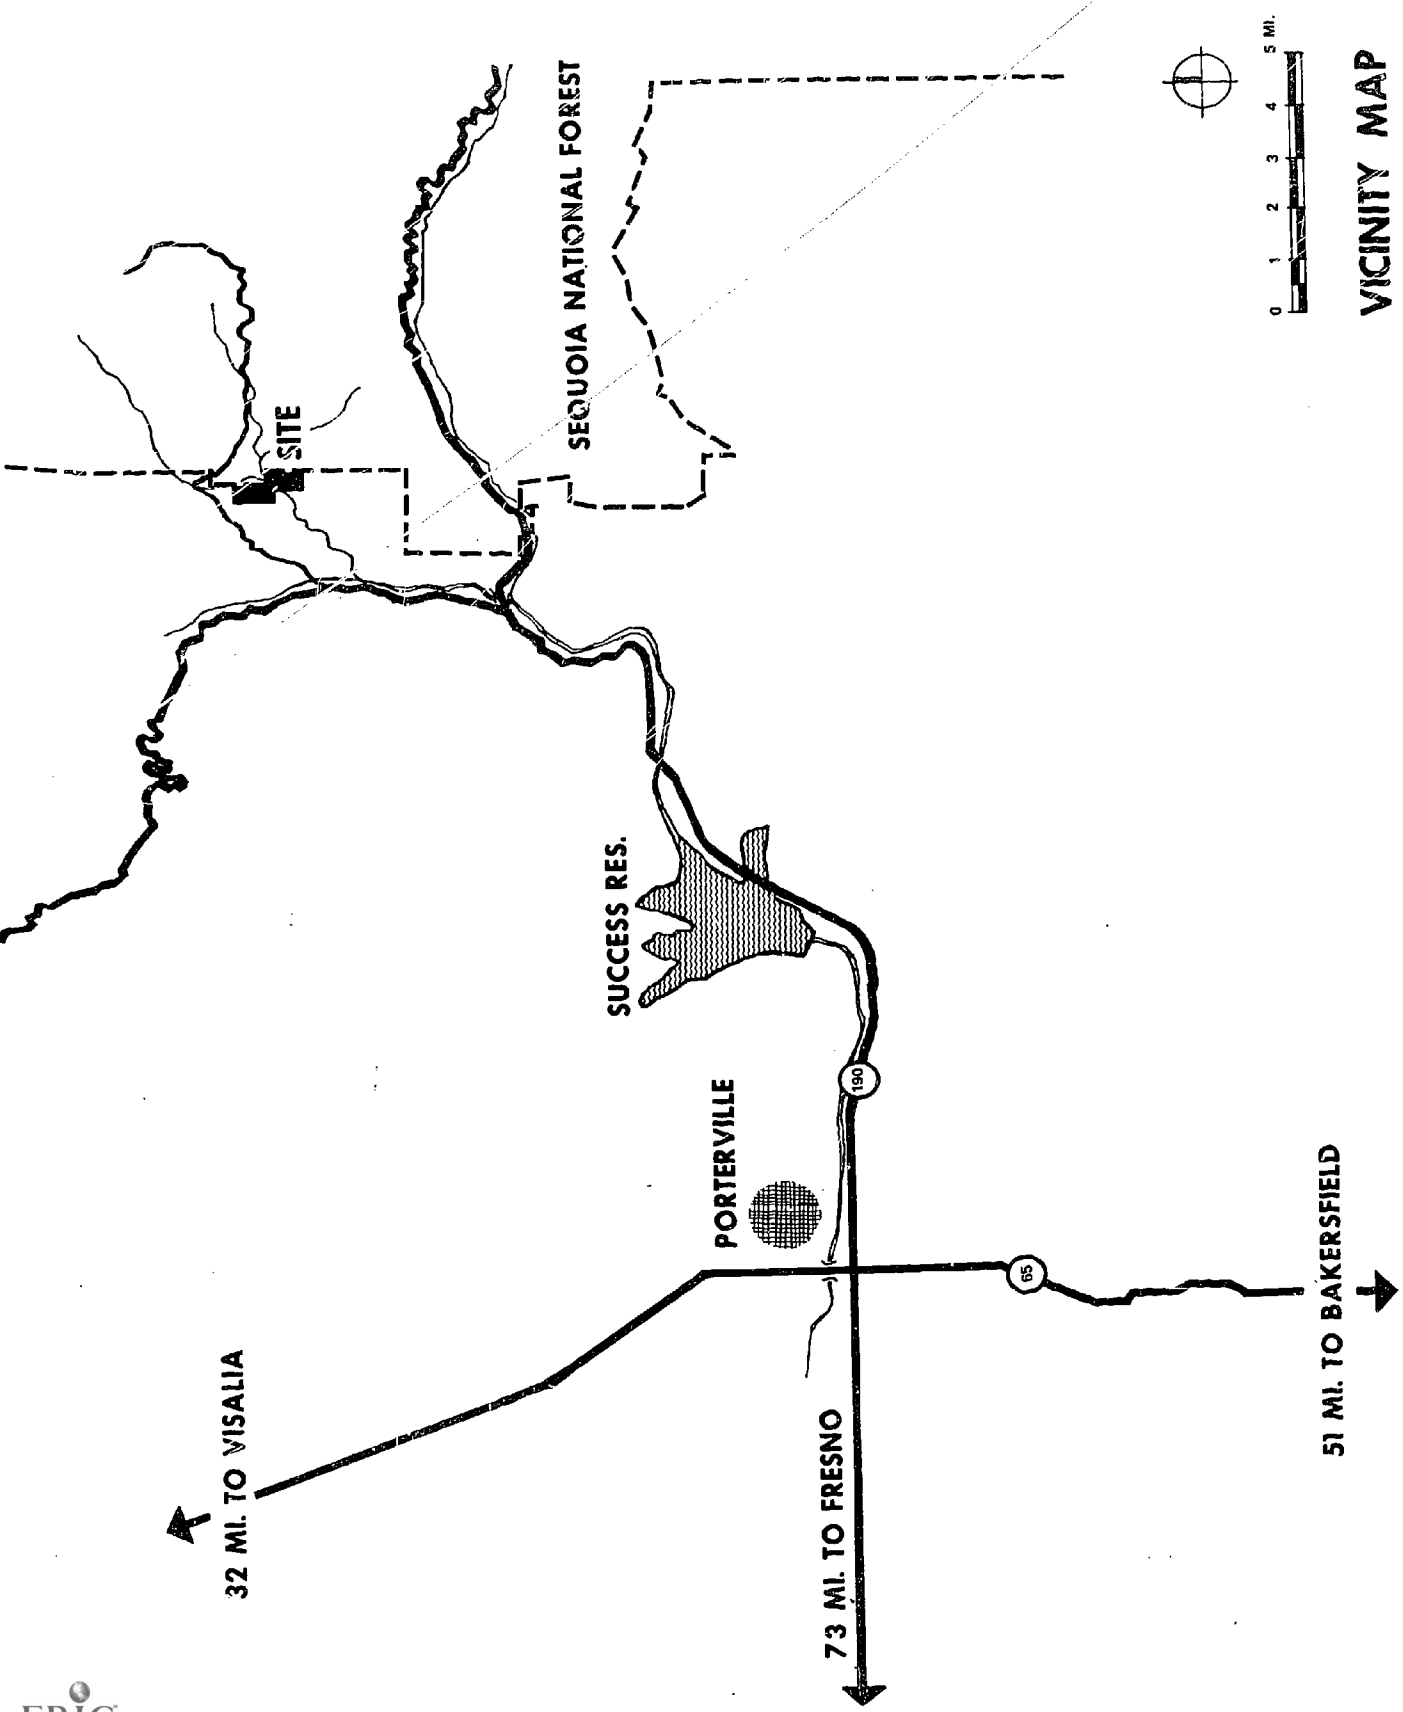 SEQUOIA NATIONAL FOREST
SITE
SUCCESS RES.
PORTERVILLE
190
65
32 MI. TO VISALIA
73 MI. TO FRESNO
51 MI. TO BAKERSFIELD
0 1 2 3 4 5 MI.
VICINITY MAP